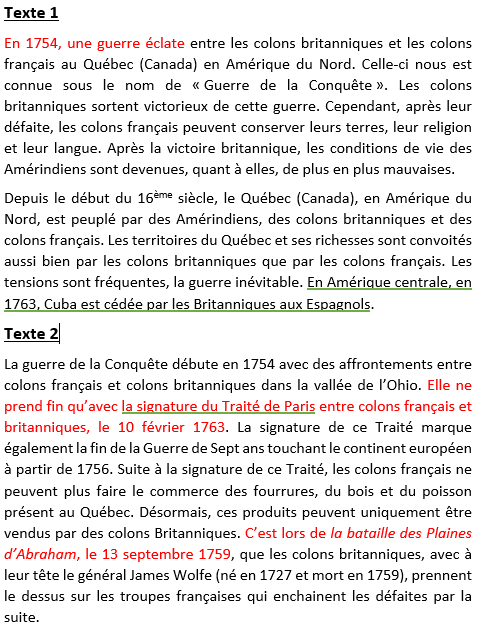 Texte 1
En 1754, une guerre éclate entre les colons britanniques et les colons
français au Québec (Canada) en Amérique du Nord. Celle-ci nous est
connue sous le nom de « Guerre de la Conquête ». Les colons
britanniques sortent victorieux de cette guerre. Cependant, après leur
défaite, les colons français peuvent conserver leurs terres, leur religion
et leur langue. Après la victoire britannique, les conditions de vie des
Amérindiens sont devenues, quant à elles, de plus en plus mauvaises.
Depuis le début du 16ème siècle, le Québec (Canada), en Amérique du
Nord, est peuplé par des Amérindiens, des colons britanniques et des
colons français. Les territoires du Québec et ses richesses sont convoités
aussi bien par les colons britanniques que par les colons français. Les
tensions sont fréquentes, la guerre inévitable. En Amérique centrale, en
1763, Cuba est cédée par les Britanniques aux Espagnols.
Texte 2
La guerre de la Conquête débute en 1754 avec des affrontements entre
colons français et colons britanniques dans la vallée de l’Ohio. Elle ne
prend fin qu’avec la signature du Traité de Paris entre colons français et
britanniques, le 10 février 1763. La signature de ce Traité marque
également la fin de la Guerre de Sept ans touchant le continent européen
à partir de 1756. Suite à la signature de ce Traité, les colons français ne
peuvent plus faire le commerce des fourrures, du bois et du poisson
présent au Québec. Désormais, ces produits peuvent uniquement être
vendus par des colons Britanniques. C’est lors de la bataille des Plaines
d’Abraham, le 13 septembre 1759, que les colons britanniques, avec à
leur tête le général James Wolfe (né en 1727 et mort en 1759), prennent
le dessus sur les troupes françaises qui enchainent les défaites par la
suite.